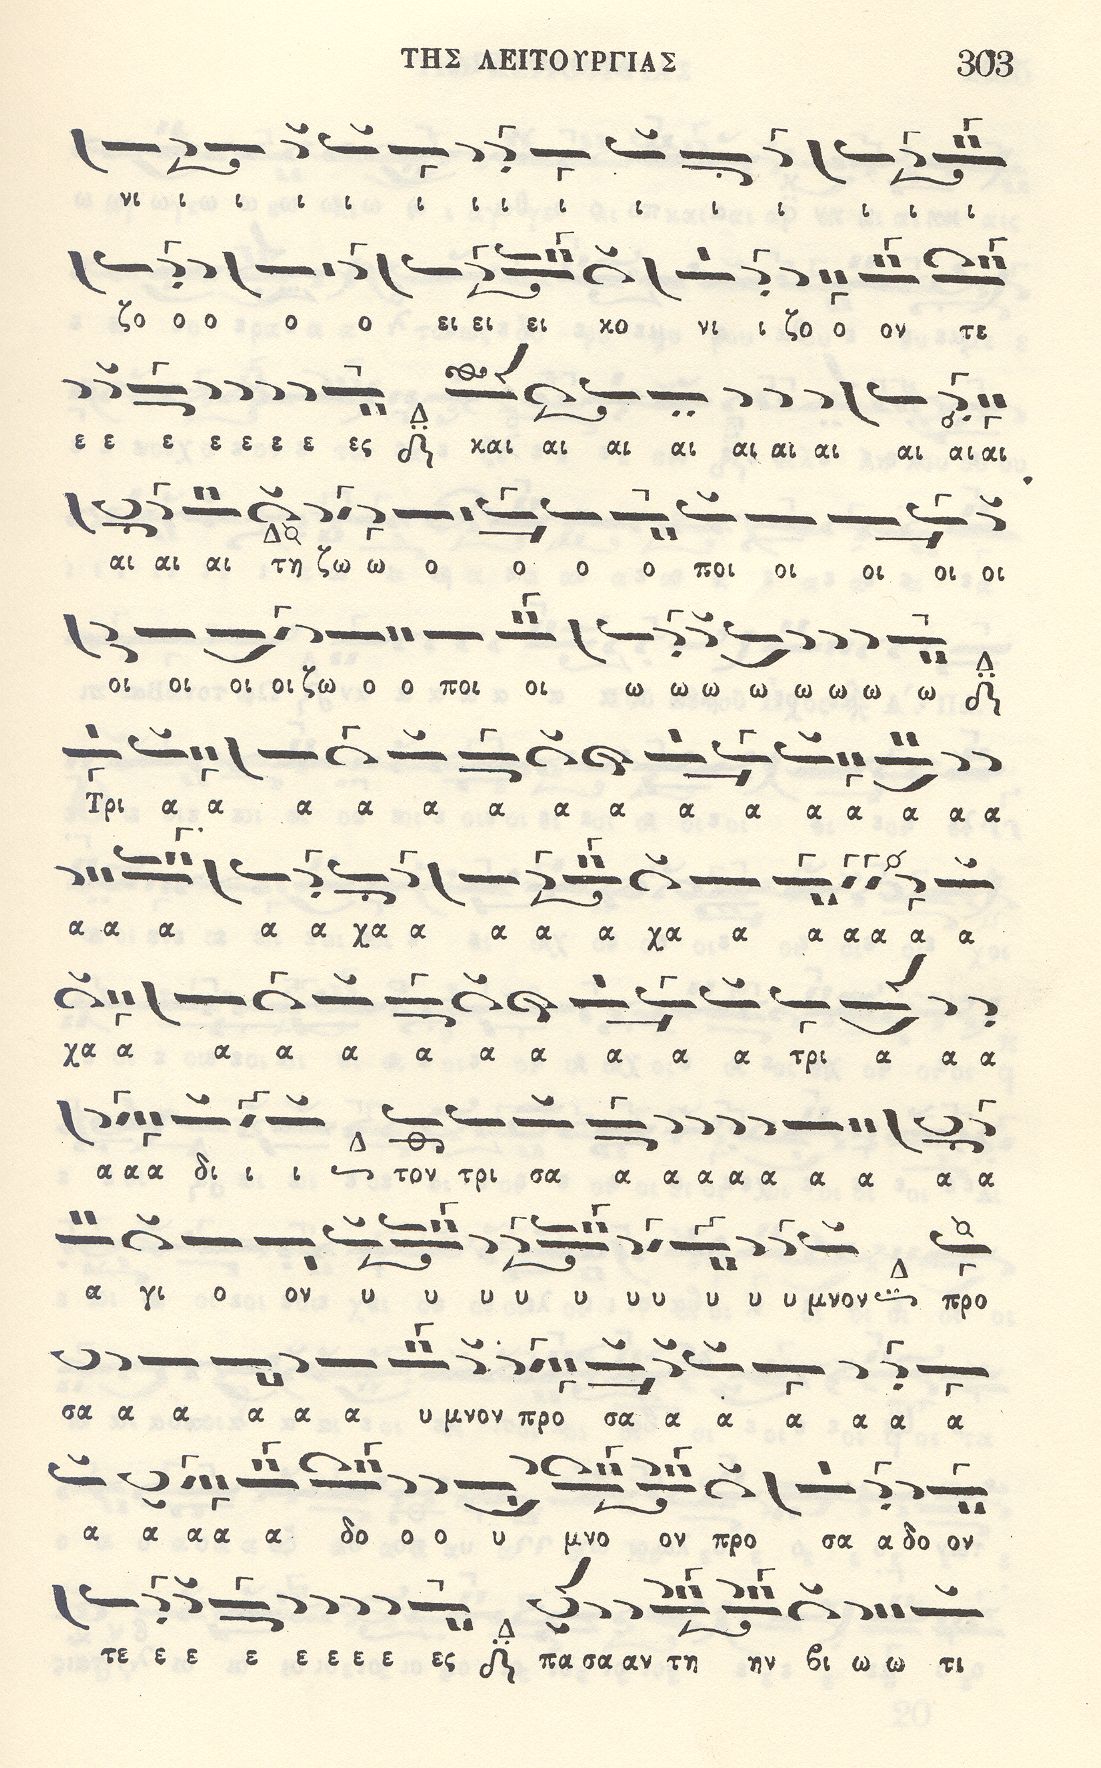 ΤΗΣ ΛΕΙΤΟΥΡΓΙΑΣ 303
νι ι ι ι ι ι ι ι ι ι ι ι ι ι ι
ζο ο ο ο ο ει ει ει κο νι ι ζο ο ον τε
ε ε ε ε ε ε ε ες και αι αι αι αι αι αι αι αι αι
αι αι αι τη ζω ω ο ο ο ο ποι οι οι οι οι
οι οι οι οι ζω ο ο ποι οι ω ω ω ω ω ω ω ω
Τρι α α α α α α α α α α α α α α α
α α α α α χα α α α α χα α α α α α α
χα α α α α α α α α α α τρι α α α
α α α δι ι ι τον τρι σα α α α α α α α α α
α γι ο ον υ υ υ υ υ υ υ υ υ υ μνον προ
σα α α α α α υ μνον προ σα α α α α α α
α α α α α δο ο ο υ μνο ον προ σα α δο ον
τε ε ε ε ε ε ε ε ες πα σα αν τη ην βι ω ω τι